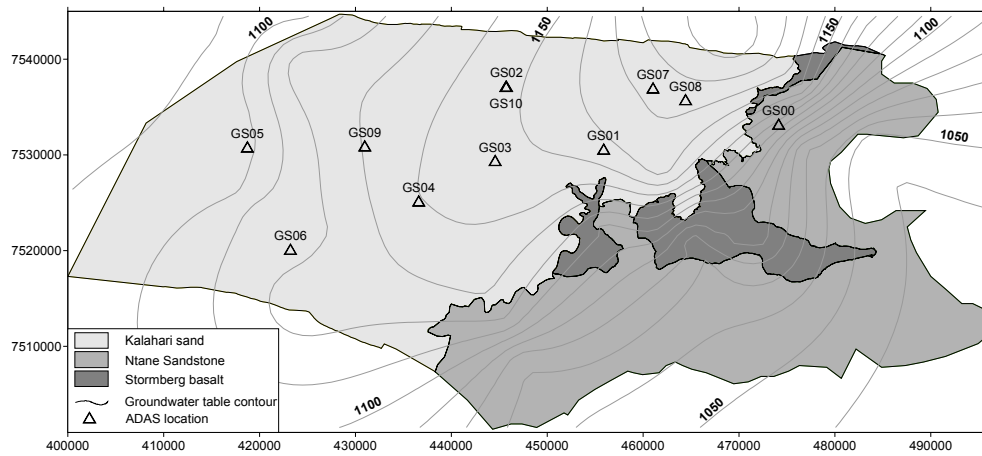 1100
1150
1150
1100
7540000
GS02
GS07
GS08
GS10
GS00
GS05
GS09
GS01
1050
7530000
GS03
GS04
GS06
7520000
7510000
Kalahari sand
Ntane Sandstone
Stormberg basalt
Groundwater table contour
ADAS location
1100
1050
400000 410000 420000 430000 440000 450000 460000 470000 480000 490000